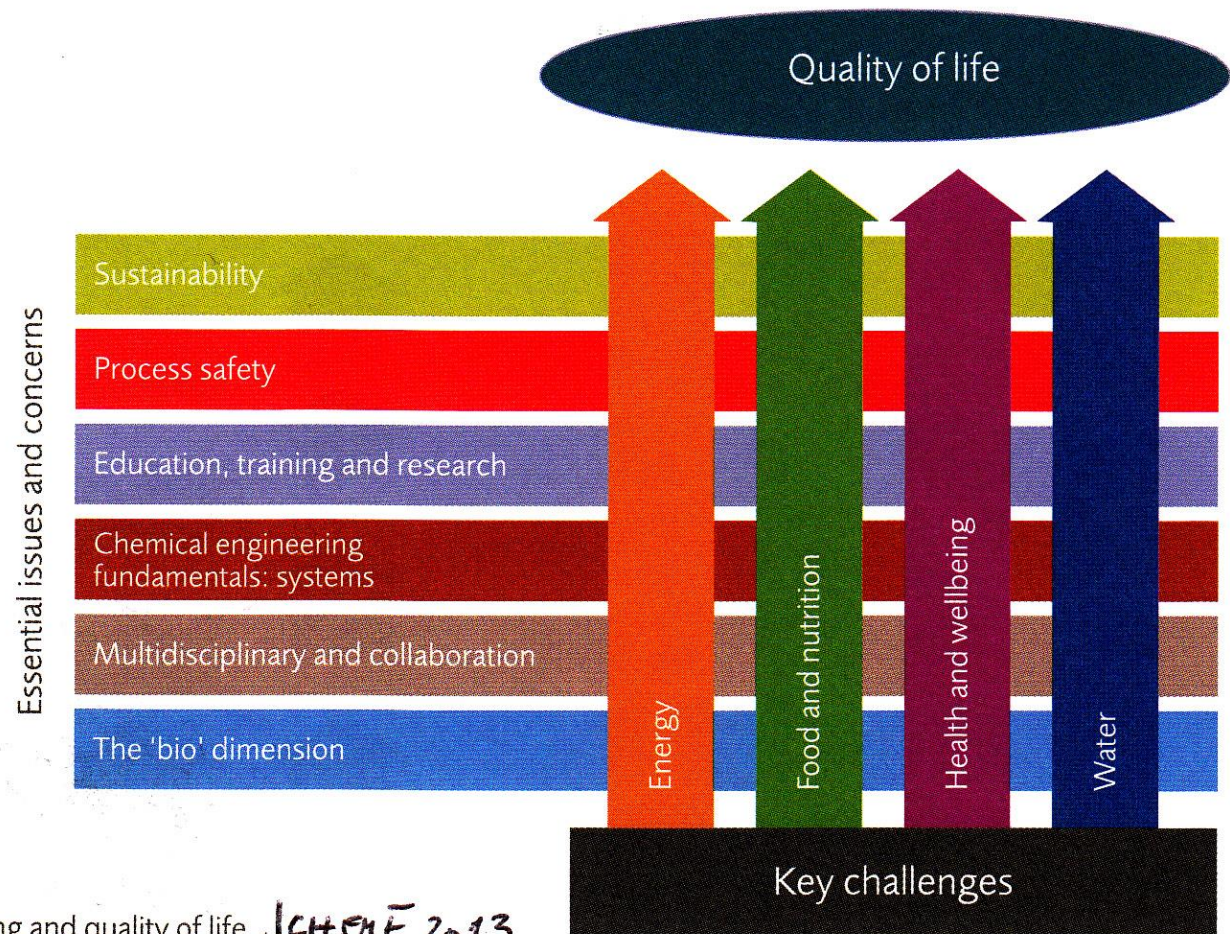 Quality of life
Essential issues and concerns
Sustainability
Process safety
Education, training and research
Chemical engineering
fundamentals: systems
Multidisciplinary and collaboration
The 'bio' dimension
Energy
Food and nutrition
Health and wellbeing
Water
Key challenges
and quality of life IChemE 2013